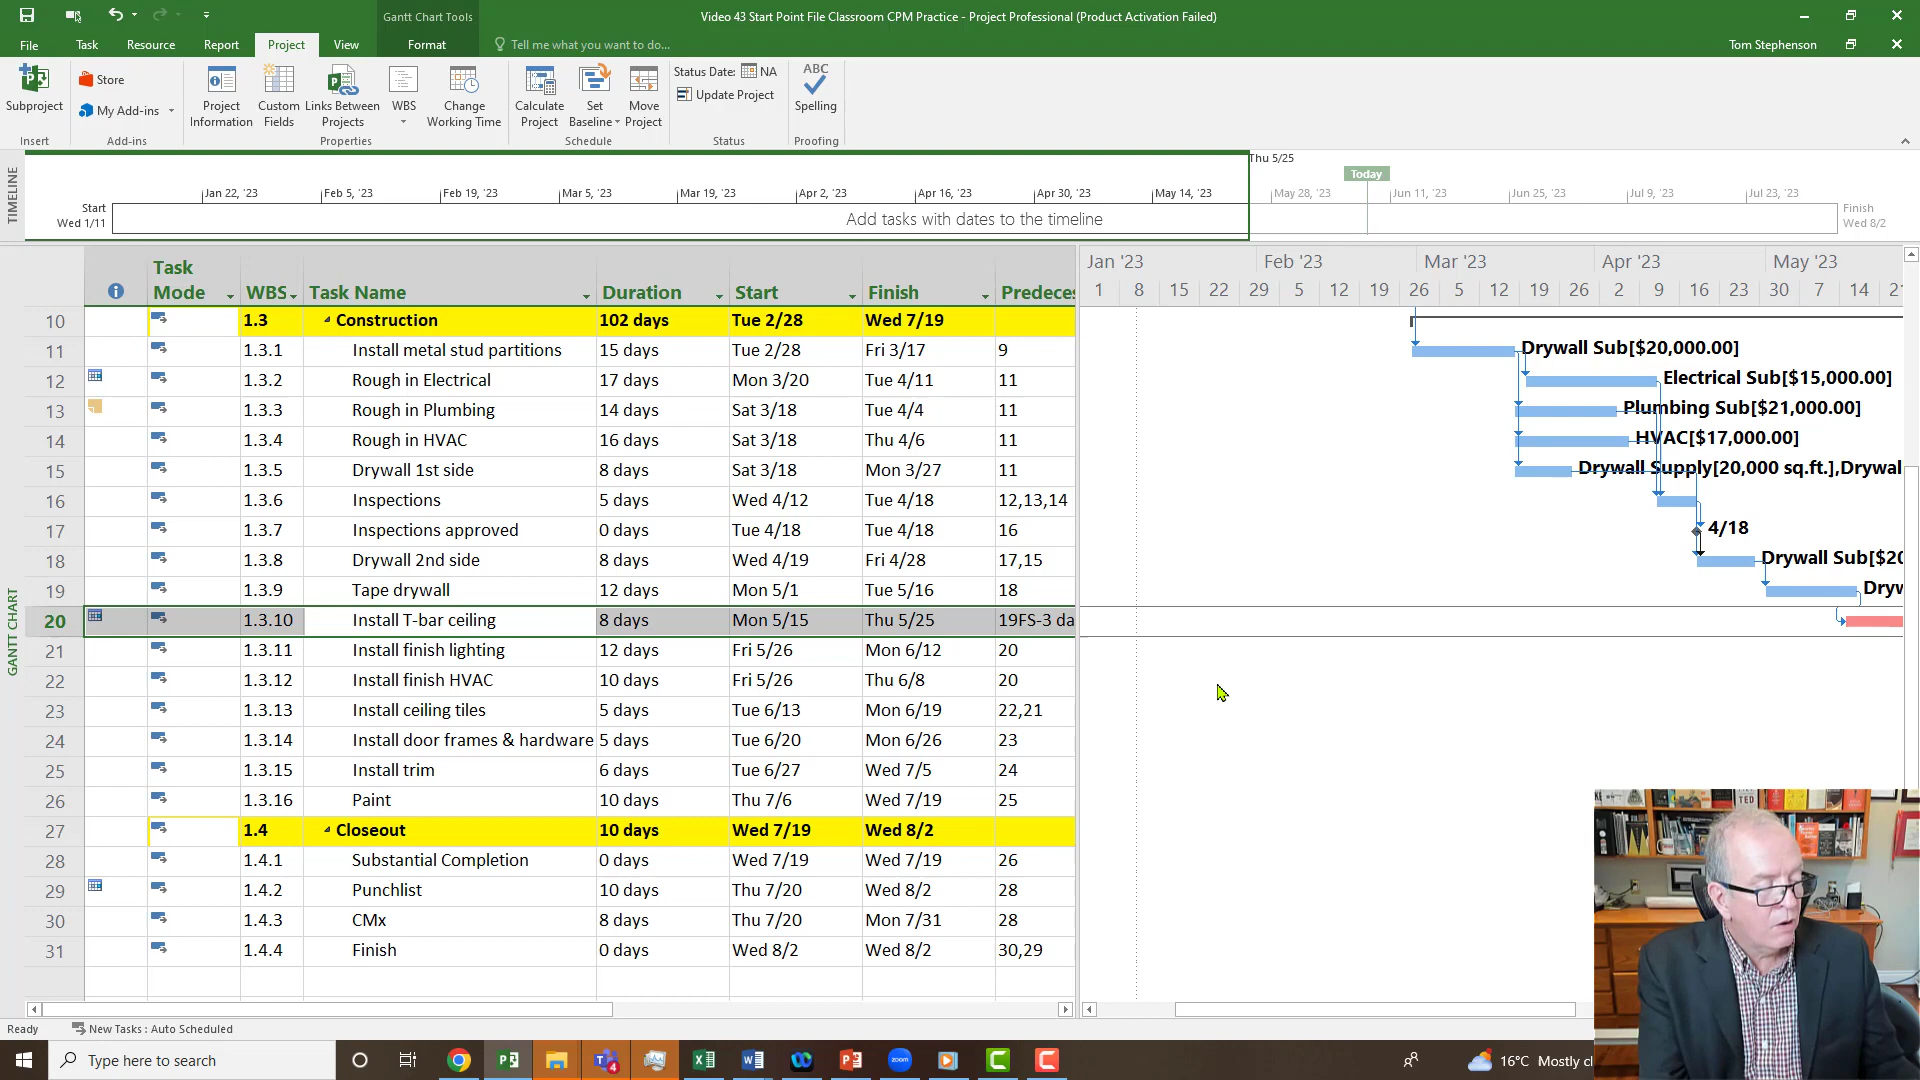 Gantt Chart Tools
Video 43 Start Point File Classroom CPM Practice - Project Professional (Product Activation Failed)
File Task Resource Report Project View Format Tell me what you want to do... Tom Stephenson
Subproject Store My Add-ins Project Information Custom Fields Links Between Projects WBS Change Working Time Calculate Project Set Baseline Move Project Status Date: NA Update Project ABC Spelling
Insert Add-ins Properties Schedule Status Proofing
TIMELINE
Thu 5/25
Today
Jan 22, '23 Feb 5, '23 Feb 19, '23 Mar 5, '23 Mar 19, '23 Apr 2, '23 Apr 16, '23 Apr 30, '23 May 14, '23 May 28, '23 Jun 11, '23 Jun 25, '23 Jul 9, '23 Jul 23, '23
Start
Wed 1/11
Add tasks with dates to the timeline
Finish
Wed 8/2
GANTT CHART
Task Mode WBS Task Name Duration Start Finish Predeces
Jan '23 Feb '23 Mar '23 Apr '23 May '23
1 8 15 22 29 5 12 19 26 5 12 19 26 2 9 16 23 30 7 14 21
10 1.3 Construction 102 days Tue 2/28 Wed 7/19
11 1.3.1 Install metal stud partitions 15 days Tue 2/28 Fri 3/17 9 Drywall Sub[$20,000.00]
12 1.3.2 Rough in Electrical 17 days Mon 3/20 Tue 4/11 11 Electrical Sub[$15,000.00]
13 1.3.3 Rough in Plumbing 14 days Sat 3/18 Tue 4/4 11 Plumbing Sub[$21,000.00]
14 1.3.4 Rough in HVAC 16 days Sat 3/18 Thu 4/6 11 HVAC[$17,000.00]
15 1.3.5 Drywall 1st side 8 days Sat 3/18 Mon 3/27 11 Drywall Supply[20,000 sq.ft.],Drywal
16 1.3.6 Inspections 5 days Wed 4/12 Tue 4/18 12,13,14
17 1.3.7 Inspections approved 0 days Tue 4/18 Tue 4/18 16 4/18
18 1.3.8 Drywall 2nd side 8 days Wed 4/19 Fri 4/28 17,15 Drywall Sub[$20
19 1.3.9 Tape drywall 12 days Mon 5/1 Tue 5/16 18 Dryw
20 1.3.10 Install T-bar ceiling 8 days Mon 5/15 Thu 5/25 19FS-3 da
21 1.3.11 Install finish lighting 12 days Fri 5/26 Mon 6/12 20
22 1.3.12 Install finish HVAC 10 days Fri 5/26 Thu 6/8 20
23 1.3.13 Install ceiling tiles 5 days Tue 6/13 Mon 6/19 22,21
24 1.3.14 Install door frames & hardware 5 days Tue 6/20 Mon 6/26 23
25 1.3.15 Install trim 6 days Tue 6/27 Wed 7/5 24
26 1.3.16 Paint 10 days Thu 7/6 Wed 7/19 25
27 1.4 Closeout 10 days Wed 7/19 Wed 8/2
28 1.4.1 Substantial Completion 0 days Wed 7/19 Wed 7/19 26
29 1.4.2 Punchlist 10 days Thu 7/20 Wed 8/2 28
30 1.4.3 CMx 8 days Thu 7/20 Mon 7/31 28
31 1.4.4 Finish 0 days Wed 8/2 Wed 8/2 30,29
Ready New Tasks : Auto Scheduled
Type here to search
4
zoom
16°C Mostly cl